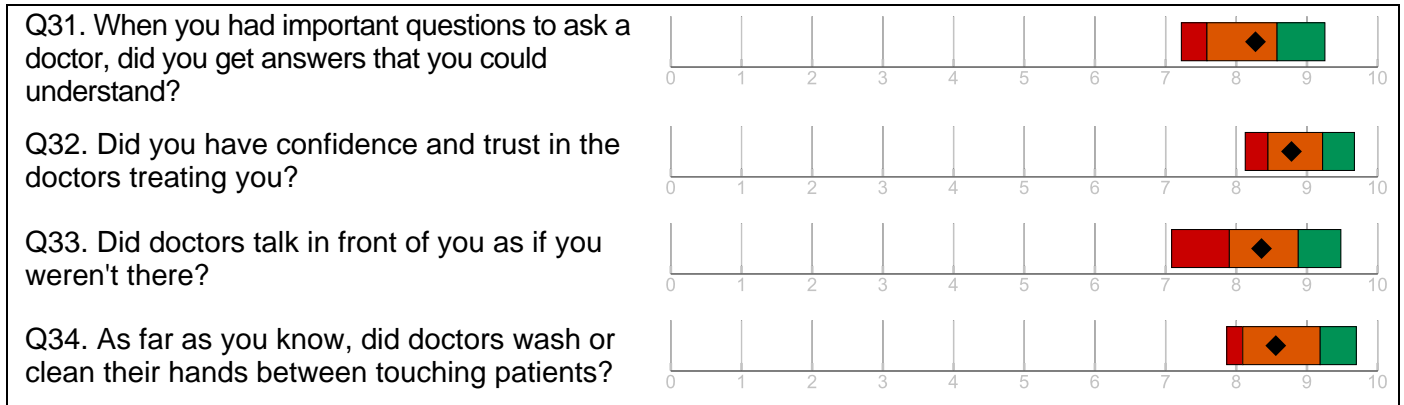 Q31. When you had important questions to ask a
doctor, did you get answers that you could
understand?
0 1 2 3 4 5 6 7 8 9 10
Q32. Did you have confidence and trust in the
doctors treating you?
0 1 2 3 4 5 6 7 8 9 10
Q33. Did doctors talk in front of you as if you
weren't there?
0 1 2 3 4 5 6 7 8 9 10
Q34. As far as you know, did doctors wash or
clean their hands between touching patients?
0 1 2 3 4 5 6 7 8 9 10